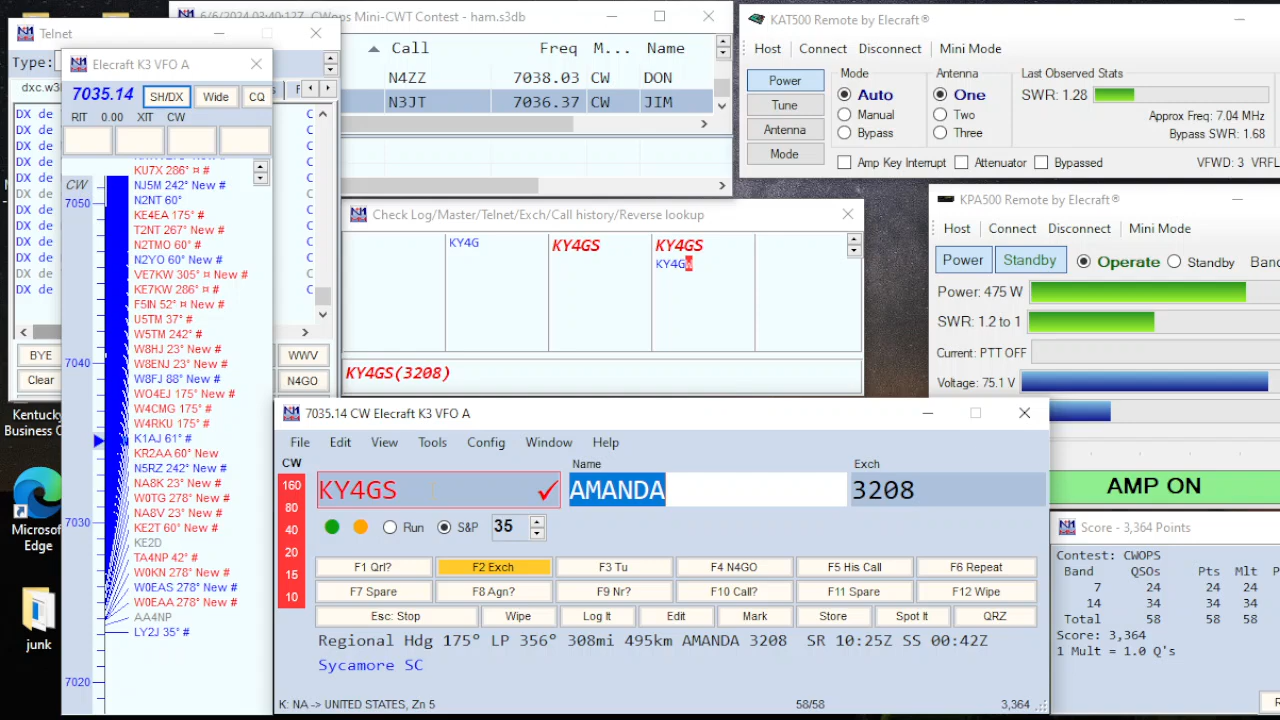 6/6/2024 03:40:12Z CWops Mini-CWT Contest - ham.s3db
Call Freq M... Name
N4ZZ 7038.03 CW DON
N3JT 7036.37 CW JIM
Telnet
Type:
dxc.w3
DX de
DX de
DX de
DX de
DX de
DX de
DX de
DX de
DX de
DX de
DX de
DX de
BYE
WWV
Clear
N4GO
Elecraft K3 VFO A
7035.14 SH/DX Wide CQ
RIT 0.00 XIT CW
CW
7050
7040
7030
7020
KU7X 286° ¤ #
NJ5M 242° New #
N2NT 60°
KE4EA 175° #
T2NT 267° New #
N2TMO 60° #
N2YO 60° #
VE7KW 305° ¤ New #
KE7KW 286° ¤ #
F5IN 52° ¤ New #
U5TM 37° #
W5TM 242° #
W8HJ 23° New #
W8ENJ 23° New #
W8FJ 88° New #
WO4EJ 175° New #
W4CMG 175° #
W4RKU 175° #
K1AJ 61° #
KR2AA 60° New
N5RZ 242° New #
NA8K 23° New #
W0TG 278° New #
NA8V 23° New #
KE2T 60° New #
KE2D
TA4NP 42° #
W0KN 278° New #
W0EAS 278° New #
W0EAA 278° New #
AA4NP
LY2J 35° #
Kentucky
Business C
Microsoft
Edge
junk
Check Log/Master/Telnet/Exch/Call history/Reverse lookup
KY4G KY4GS KY4GS
KY4GW
KY4GS(3208)
KAT500 Remote by Elecraft®
Host Connect Disconnect Mini Mode
Power
Tune
Antenna
Mode
Mode
Auto
Manual
Bypass
Antenna
One
Two
Three
Last Observed Stats
SWR: 1.28
Approx Freq: 7.04 MHz
Bypass SWR: 1.68
Amp Key Interrupt Attenuator Bypassed VFWD: 3 VRFL
KPA500 Remote by Elecraft®
Host Connect Disconnect Mini Mode
Power Standby Operate Standby Band
Power: 475 W
SWR: 1.2 to 1
Current: PTT OFF
Voltage: 75.1 V
AMP ON
7035.14 CW Elecraft K3 VFO A
File Edit View Tools Config Window Help
CW
160
80
40
20
15
10
Name Exch
KY4GS AMANDA 3208
Run S&P 35
F1 Qrl? F2 Exch F3 Tu F4 N4GO F5 His Call F6 Repeat
F7 Spare F8 Agn? F9 Nr? F10 Call? F11 Spare F12 Wipe
Esc: Stop Wipe Log It Edit Mark Store Spot It QRZ
Regional Hdg 175° LP 356° 308mi 495km AMANDA 3208 SR 10:25Z SS 00:42Z
Sycamore SC
K: NA -> UNITED STATES, Zn 5 58/58 3,364
Score - 3,364 Points
Contest: CWOPS
Band QSOs Pts Mlt P
7 24 24 24
14 34 34 34
Total 58 58 58
Score: 3,364
1 Mult = 1.0 Q's